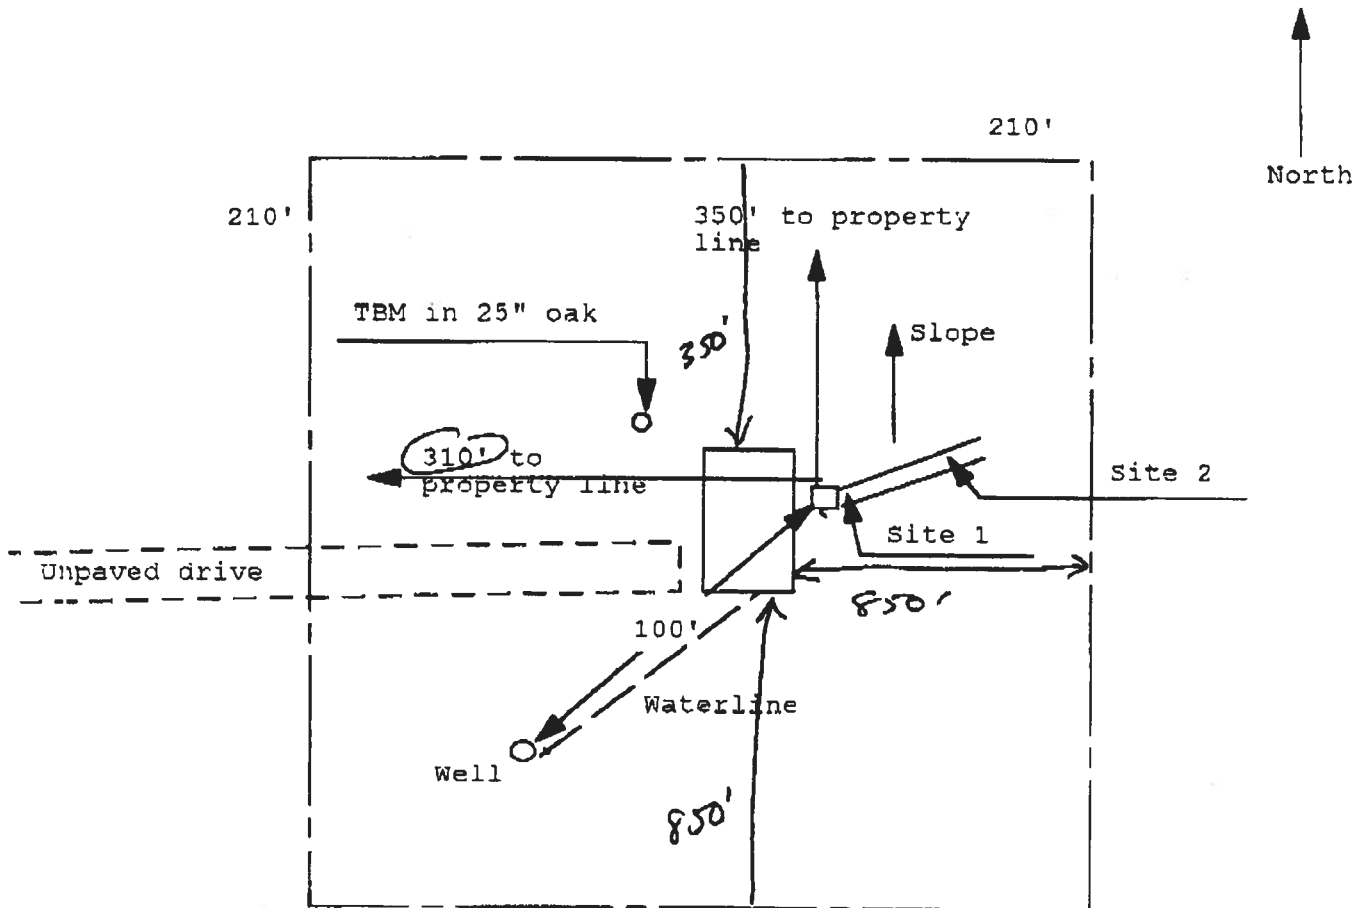 210'
North
210'
350' to property
line
TBM in 25" oak
350'
Slope
310' to
property line
Site 2
Site 1
Unpaved drive
850'
100'
Waterline
Well
850'